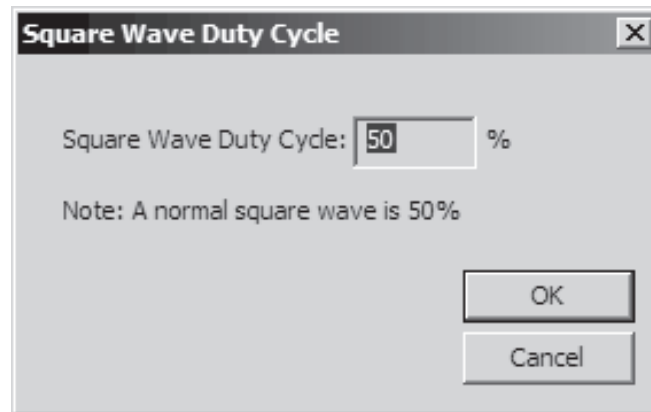 Square Wave Duty Cycle
Square Wave Duty Cycle: 50 %
Note: A normal square wave is 50%
OK
Cancel